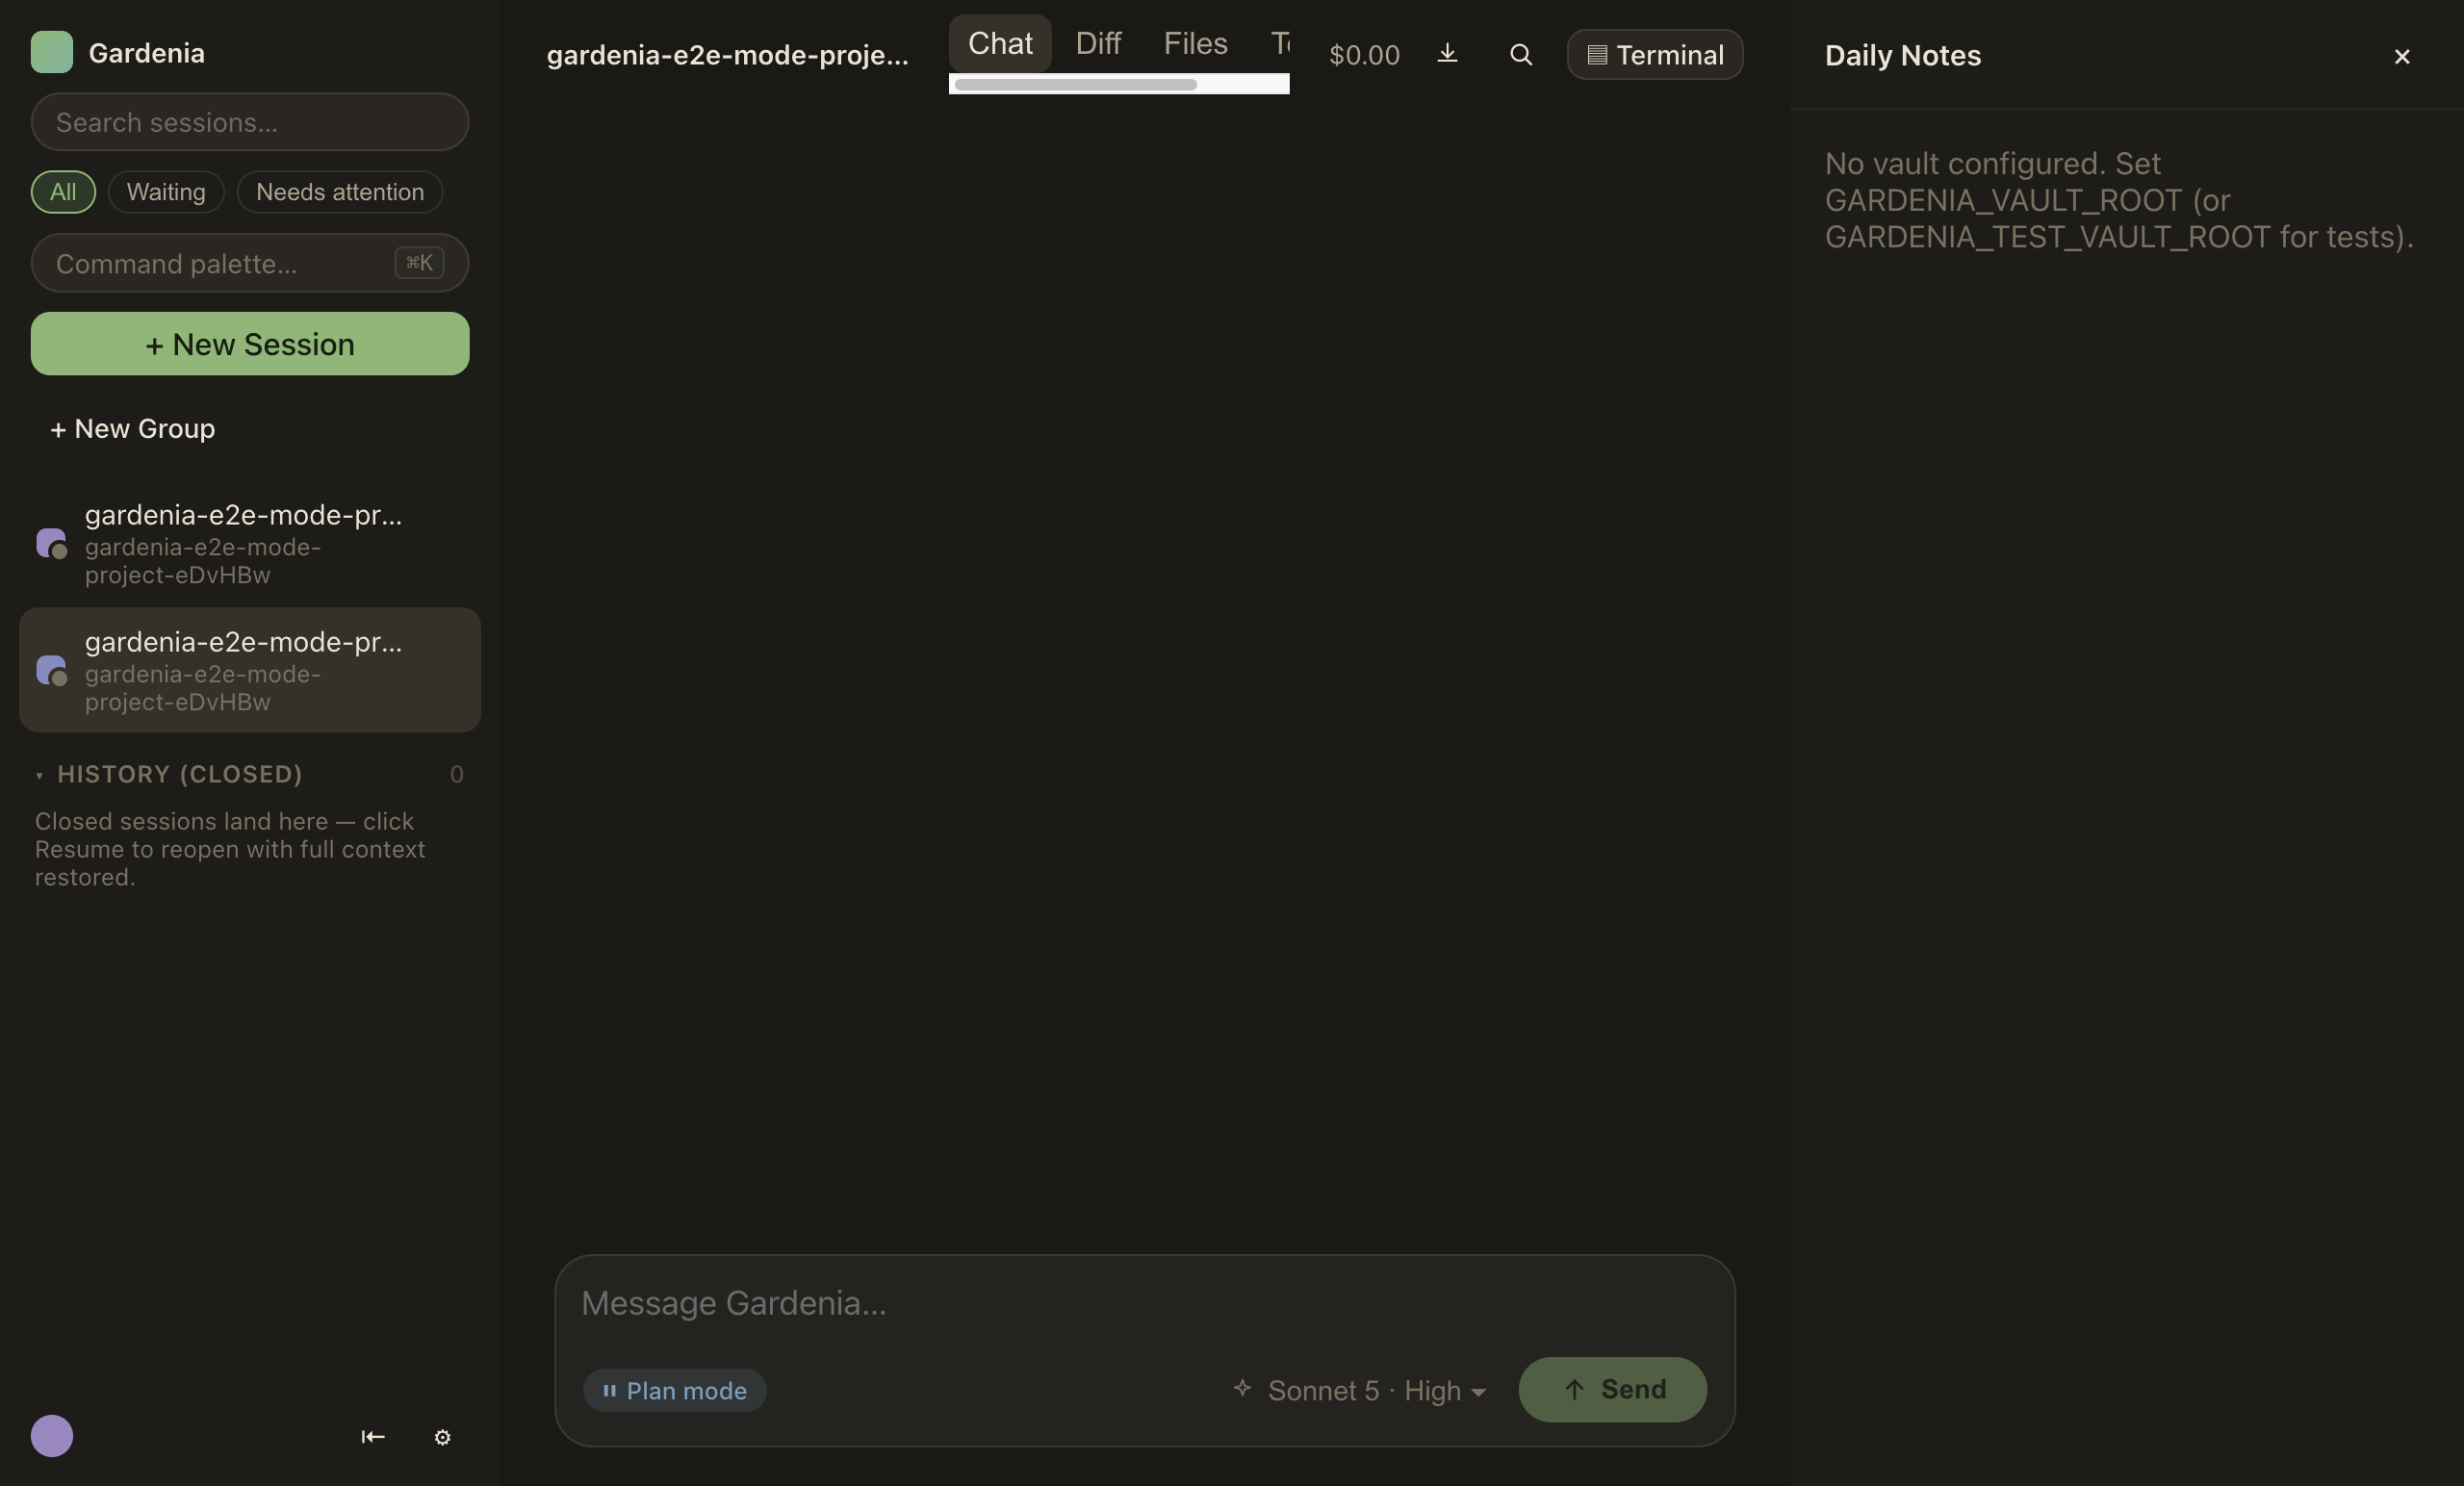 Gardenia
Search sessions...
All
Waiting
Needs attention
Command palette...
⌘K
+ New Session
+ New Group
gardenia-e2e-mode-pr...
gardenia-e2e-mode-
project-eDvHBw
gardenia-e2e-mode-pr...
gardenia-e2e-mode-
project-eDvHBw
HISTORY (CLOSED)
0
Closed sessions land here — click
Resume to reopen with full context
restored.
gardenia-e2e-mode-proje...
Chat
Diff
Files
$0.00
Terminal
Message Gardenia...
Plan mode
Sonnet 5 · High
Send
Daily Notes
No vault configured. Set
GARDENIA_VAULT_ROOT (or
GARDENIA_TEST_VAULT_ROOT for tests).